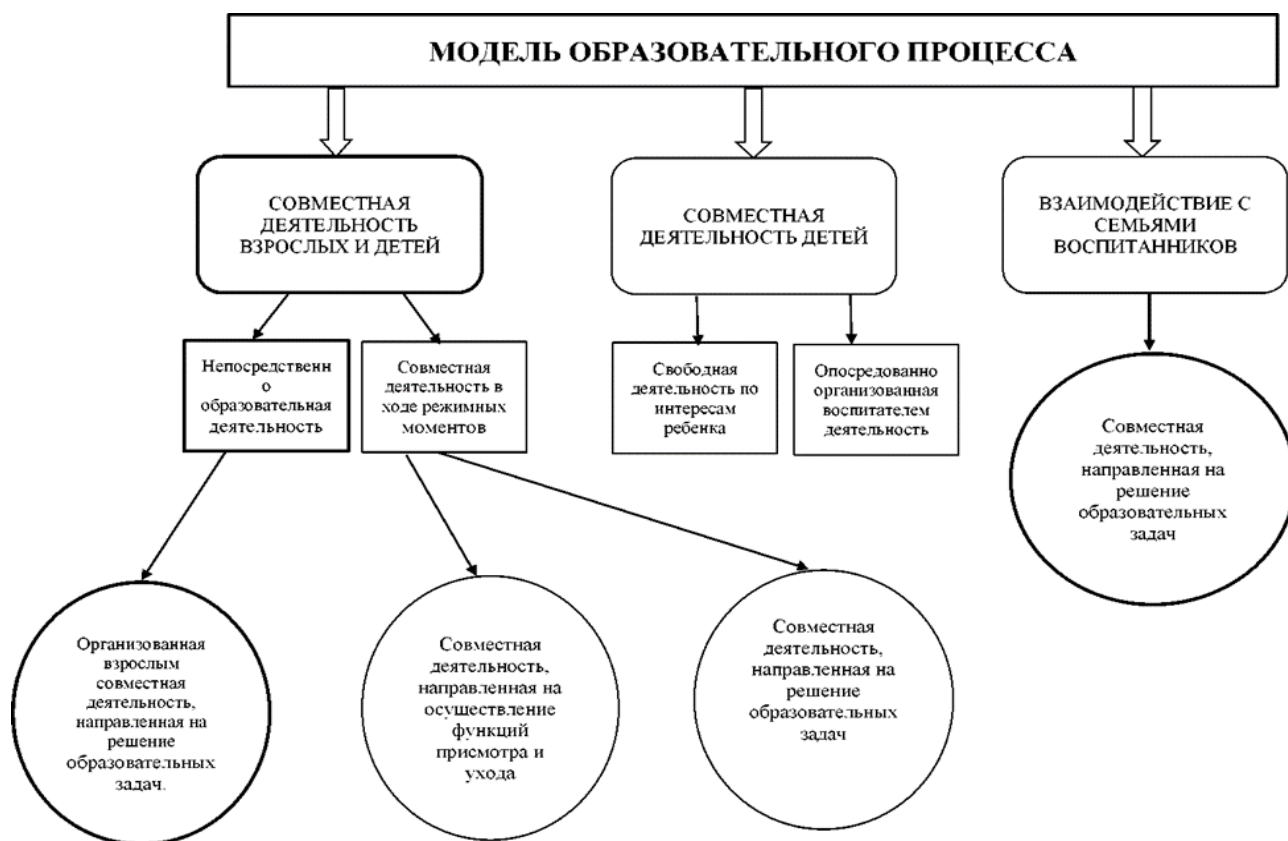 МОДЕЛЬ ОБРАЗОВАТЕЛЬНОГО ПРОЦЕССА
СОВМЕСТНАЯ
ДЕЯТЕЛЬНОСТЬ
ВЗРОСЛЫХ И ДЕТЕЙ
СОВМЕСТНАЯ
ДЕЯТЕЛЬНОСТЬ ДЕТЕЙ
ВЗАИМОДЕЙСТВИЕ С
СЕМЬЯМИ
ВОСПИТАННИКОВ
Непосредственн
о
образовательная
деятельность
Совместная
деятельность в
ходе режимных
моментов
Свободная
деятельность по
интересам
ребенка
Опосредованно
организованная
воспитателем
деятельность
Совместная
деятельность,
направленная на
решение
образовательных
задач
Организованная
взрослым
совместная
деятельность,
направленная на
решение
образовательных
задач.
Совместная
деятельность,
направленная на
осуществление
функций
присмотра и
ухода
Совместная
деятельность,
направленная на
решение
образовательных
задач